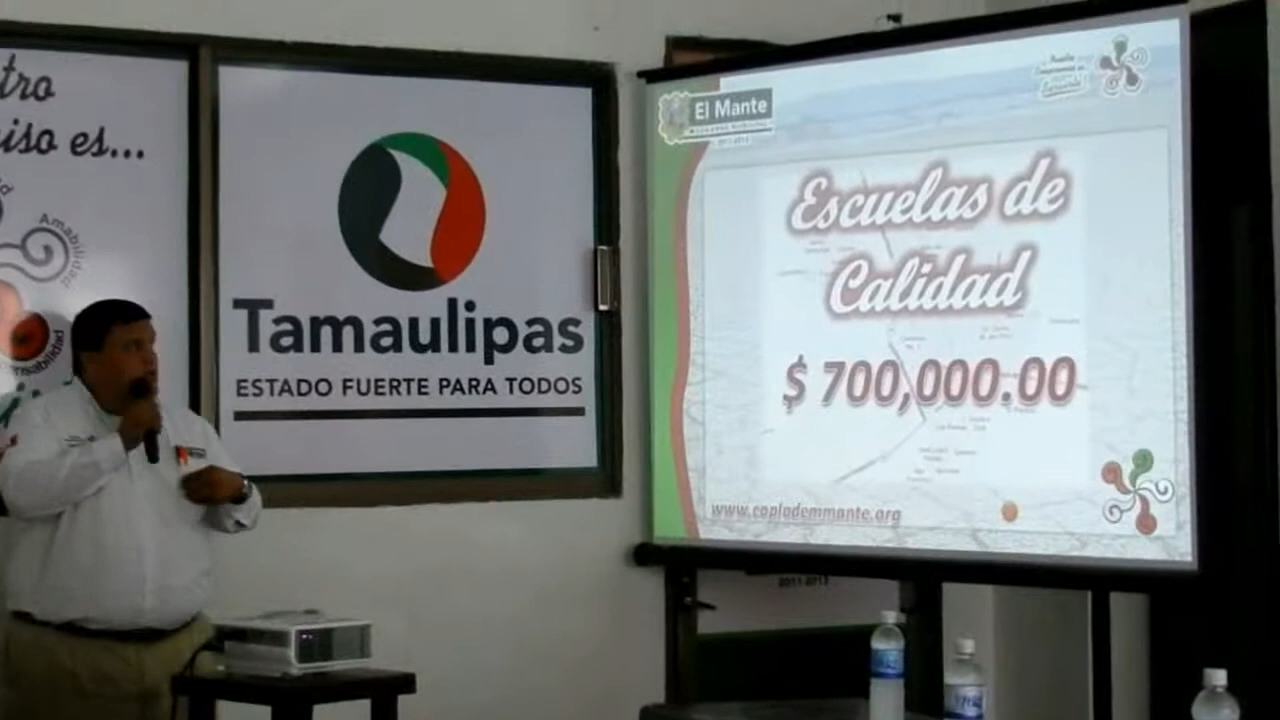 tro
iso es...
Amabilidad
nsabilidad
Tamaulipas
ESTADO FUERTE PARA TODOS
El Mante
Escuelas de
Calidad
$ 700,000.00
www.coplademmante.org
2011-2013